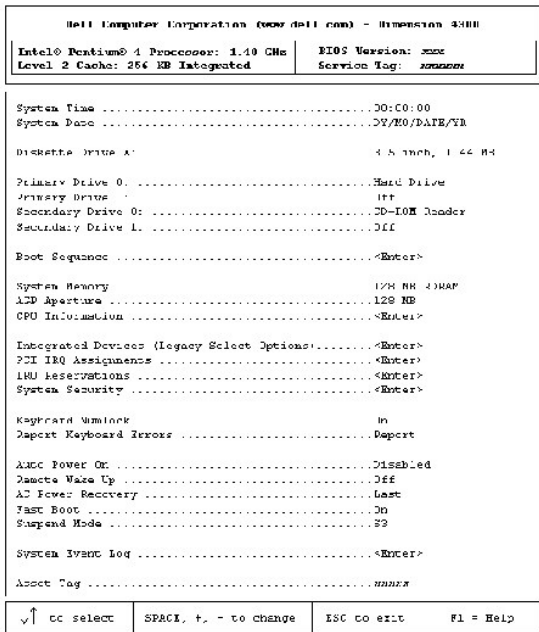 Dell Computer Corporation (www dell com) - Dimension 4300
Intel® Pentium® 4 Processor: 1.40 GHz
Level 2 Cache: 256 KB Integrated
BIOS Version: xxx
Service Tag: xxxxxxx
System Time ........................................00:00:00
System Date ........................................DY/MO/DATE/YR
Diskette Drive A: 3.5 inch, 1.44 MB
Primary Drive 0: ...................................Hard Drive
Primary Drive 1: Off
Secondary Drive 0: .................................CD-ROM Reader
Secondary Drive 1: .................................Off
Boot Sequence ......................................<Enter>
System Memory 128 MB RDRAM
AGP Aperture .......................................128 MB
CPU Information ....................................<Enter>
Integrated Devices (Legacy Select Options)..........<Enter>
PCI IRQ Assignments ................................<Enter>
IRQ Reservations ...................................<Enter>
System Security ....................................<Enter>
Keyboard Numlock On
Report Keyboard Errors .............................Report
Auto Power On ......................................Disabled
Remote Wake Up .....................................Off
AC Power Recovery ..................................Last
Fast Boot ..........................................On
Suspend Mode .......................................S3
System Event Log ...................................<Enter>
Asset Tag ..........................................xxxxx
↑ to select
SPACE, +, - to change
ESC to exit
F1 = Help